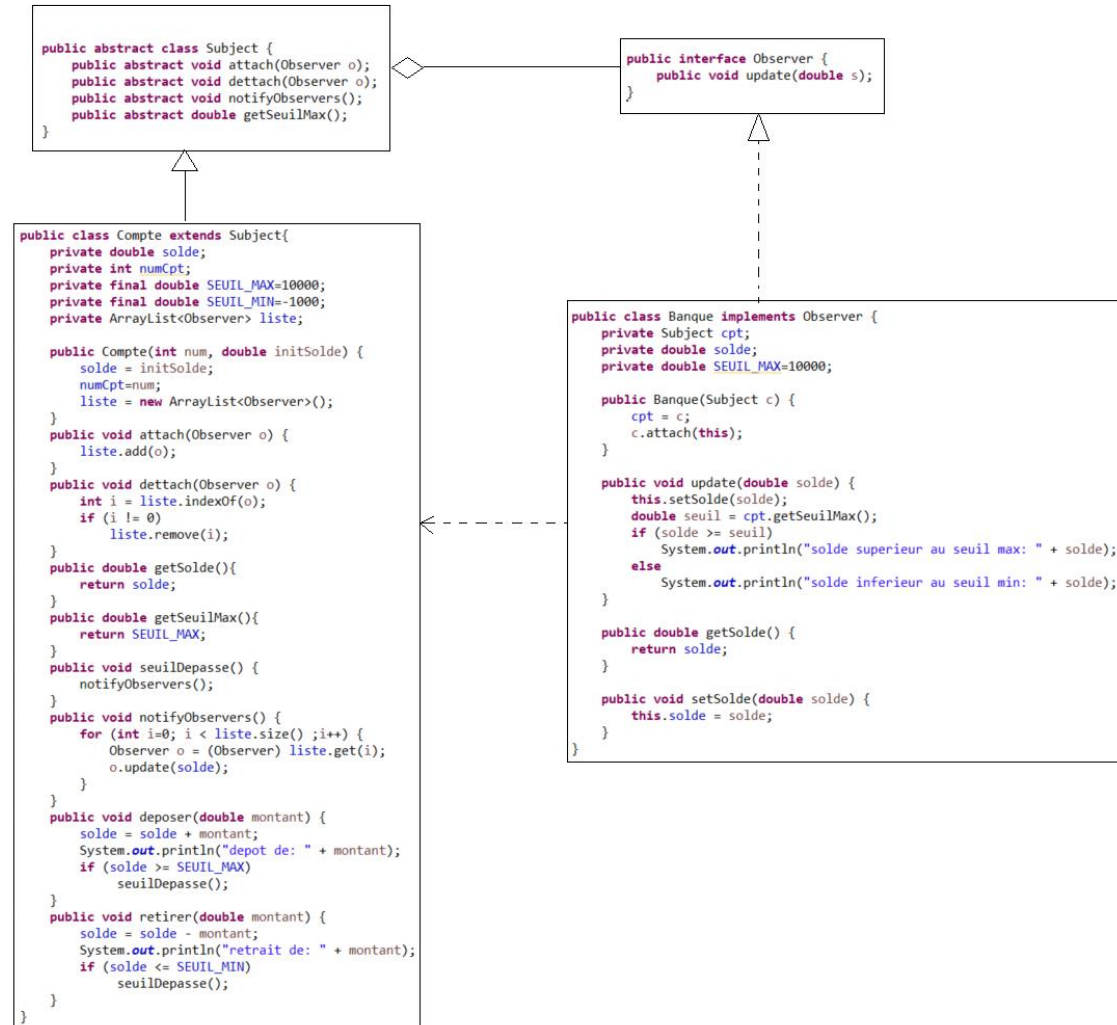 public abstract class Subject {
    public abstract void attach(Observer o);
    public abstract void dettach(Observer o);
    public abstract void notifyObservers();
    public abstract double getSeuilMax();
}
public interface Observer {
    public void update(double s);
}
public class Compte extends Subject{
    private double solde;
    private int numCpt;
    private final double SEUIL_MAX=10000;
    private final double SEUIL_MIN=-1000;
    private ArrayList<Observer> liste;
    public Compte(int num, double initSolde) {
        solde = initSolde;
        numCpt=num;
        liste = new ArrayList<Observer>();
    }
    public void attach(Observer o) {
        liste.add(o);
    }
    public void dettach(Observer o) {
        int i = liste.indexOf(o);
        if (i != 0)
            liste.remove(i);
    }
    public double getSolde(){
        return solde;
    }
    public double getSeuilMax(){
        return SEUIL_MAX;
    }
    public void seuilDepasse() {
        notifyObservers();
    }
    public void notifyObservers() {
        for (int i=0; i < liste.size() ;i++) {
            Observer o = (Observer) liste.get(i);
            o.update(solde);
        }
    }
    public void deposer(double montant) {
        solde = solde + montant;
        System.out.println("depot de: " + montant);
        if (solde >= SEUIL_MAX)
            seuilDepasse();
    }
    public void retirer(double montant) {
        solde = solde - montant;
        System.out.println("retrait de: " + montant);
        if (solde <= SEUIL_MIN)
            seuilDepasse();
    }
}
public class Banque implements Observer {
    private Subject cpt;
    private double solde;
    private double SEUIL_MAX=10000;
    public Banque(Subject c) {
        cpt = c;
        c.attach(this);
    }
    public void update(double solde) {
        this.setSolde(solde);
        double seuil = cpt.getSeuilMax();
        if (solde >= seuil)
            System.out.println("solde superieur au seuil max: " + solde);
        else
            System.out.println("solde inferieur au seuil min: " + solde);
    }
    public double getSolde() {
        return solde;
    }
    public void setSolde(double solde) {
        this.solde = solde;
    }
}